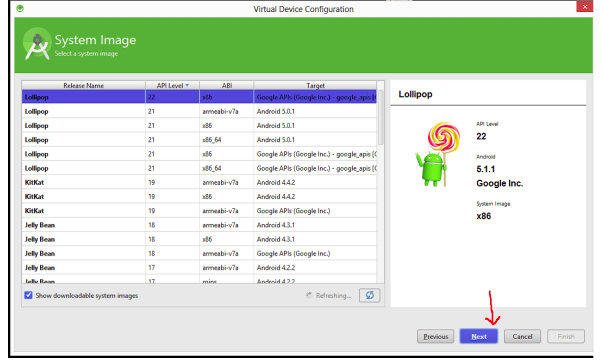 Virtual Device Configuration
System Image
Select a system image
Release Name API Level ABI Target
Lollipop 22 x86 Google APIs (Google Inc.) - google_apis [G
Lollipop 21 armeabi-v7a Android 5.0.1
Lollipop 21 x86 Android 5.0.1
Lollipop 21 x86_64 Android 5.0.1
Lollipop 21 x86 Google APIs (Google Inc.) - google_apis [G
Lollipop 21 x86_64 Google APIs (Google Inc.) - google_apis [G
KitKat 19 armeabi-v7a Android 4.4.2
KitKat 19 x86 Android 4.4.2
KitKat 19 armeabi-v7a Google APIs (Google Inc.)
Jelly Bean 18 armeabi-v7a Android 4.3.1
Jelly Bean 18 x86 Android 4.3.1
Jelly Bean 18 armeabi-v7a Google APIs (Google Inc.)
Jelly Bean 17 armeabi-v7a Android 4.2.2
Jelly Bean 17 mips Android 4.2.2
Show downloadable system images
Refreshing...
Lollipop
API Level
22
Android
5.1.1
Google Inc.
System Image
x86
Previous Next Cancel Finish